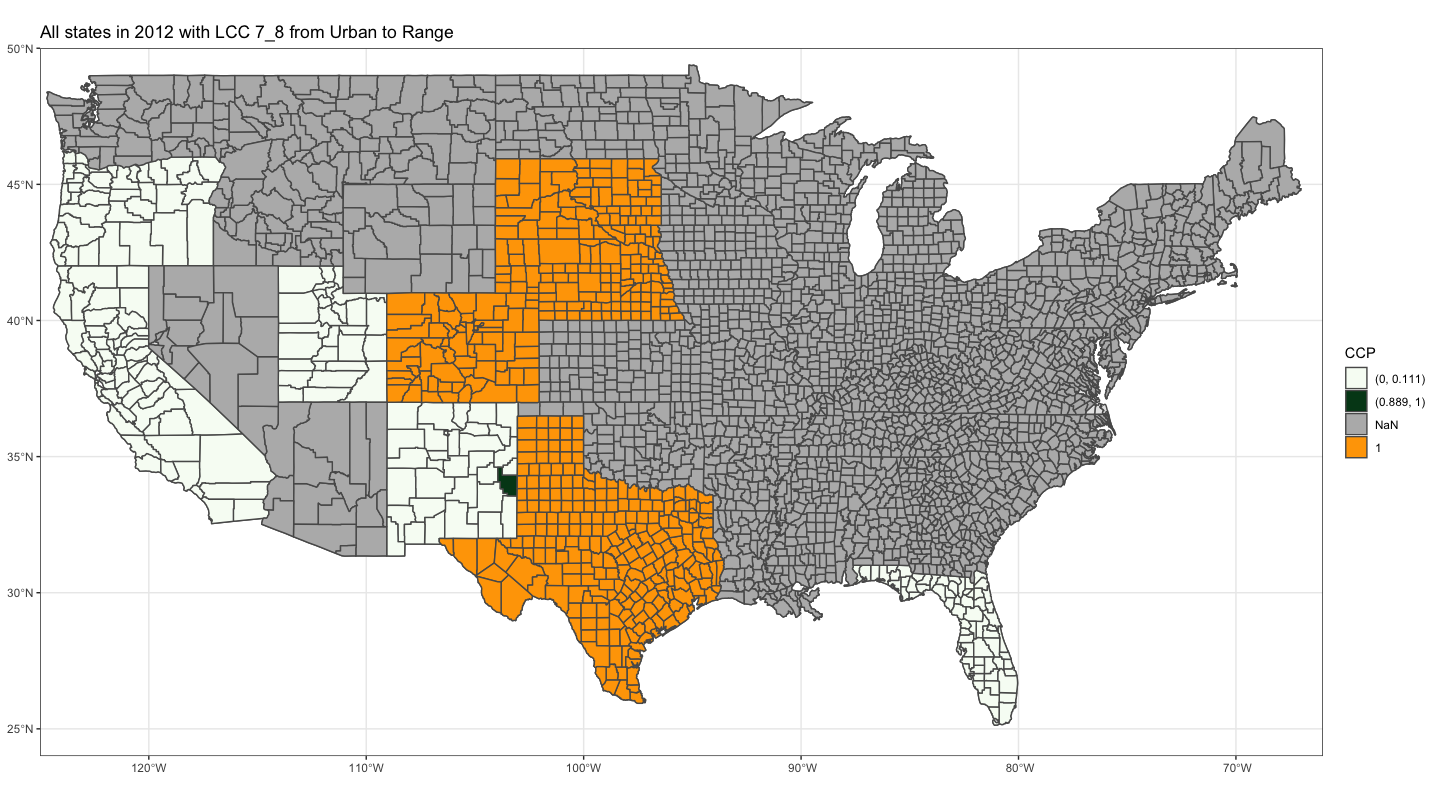 All states in 2012 with LCC 7_8 from Urban to Range
50°N
45°N
40°N
35°N
30°N
25°N
120°W
110°W
100°W
90°W
80°W
70°W
CCP
(0, 0.111)
(0.889, 1)
NaN
1